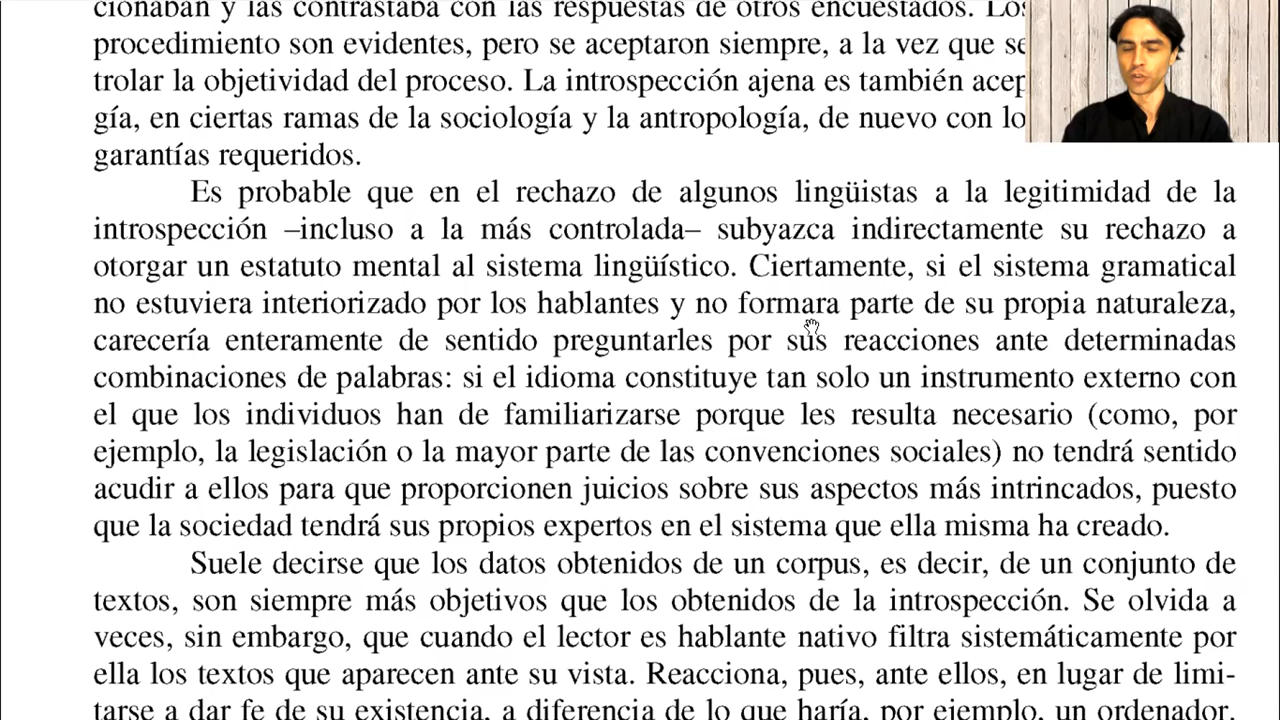 cionaban y las contrastaba con las respuestas de otros encuestados. Los
procedimiento son evidentes, pero se aceptaron siempre, a la vez que se
trolar la objetividad del proceso. La introspección ajena es también acep
gía, en ciertas ramas de la sociología y la antropología, de nuevo con lo
garantías requeridos.
Es probable que en el rechazo de algunos lingüistas a la legitimidad de la
introspección –incluso a la más controlada– subyazca indirectamente su rechazo a
otorgar un estatuto mental al sistema lingüístico. Ciertamente, si el sistema gramatical
no estuviera interiorizado por los hablantes y no formara parte de su propia naturaleza,
carecería enteramente de sentido preguntarles por sus reacciones ante determinadas
combinaciones de palabras: si el idioma constituye tan solo un instrumento externo con
el que los individuos han de familiarizarse porque les resulta necesario (como, por
ejemplo, la legislación o la mayor parte de las convenciones sociales) no tendrá sentido
acudir a ellos para que proporcionen juicios sobre sus aspectos más intrincados, puesto
que la sociedad tendrá sus propios expertos en el sistema que ella misma ha creado.
Suele decirse que los datos obtenidos de un corpus, es decir, de un conjunto de
textos, son siempre más objetivos que los obtenidos de la introspección. Se olvida a
veces, sin embargo, que cuando el lector es hablante nativo filtra sistemáticamente por
ella los textos que aparecen ante su vista. Reacciona, pues, ante ellos, en lugar de limi-
tarse a dar fe de su existencia, a diferencia de lo que haría, por ejemplo, un ordenador.